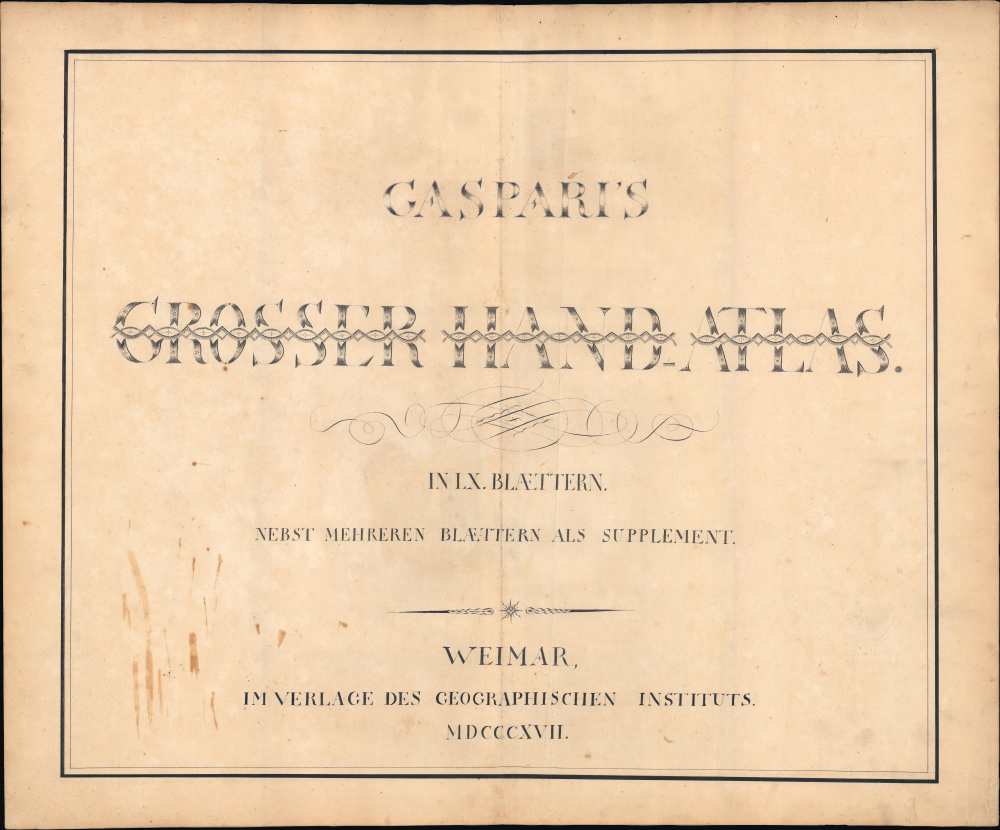 GASPARI'S
GROSSER HAND-ATLAS.
IN LX. BLÆTTERN.
NEBST MEHREREN BLÆTTERN ALS SUPPLEMENT.
WEIMAR,
IM VERLAGE DES GEOGRAPHISCHEN INSTITUTS.
MDCCCXVII.